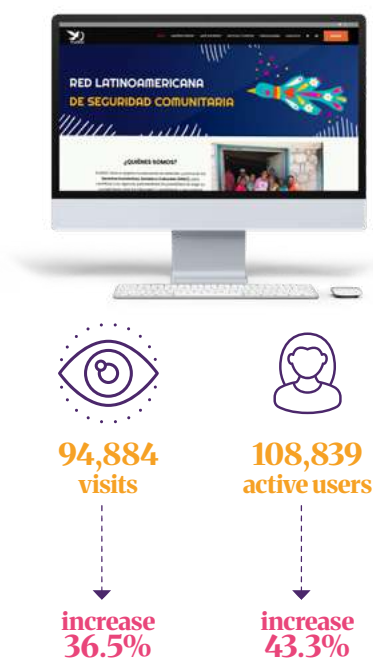 RED LATINOAMERICANA
DE SEGURIDAD COMUNITARIA
¿QUIÉNES SOMOS?
94,884
visits
108,839
active users
increase
36.5%
increase
43.3%